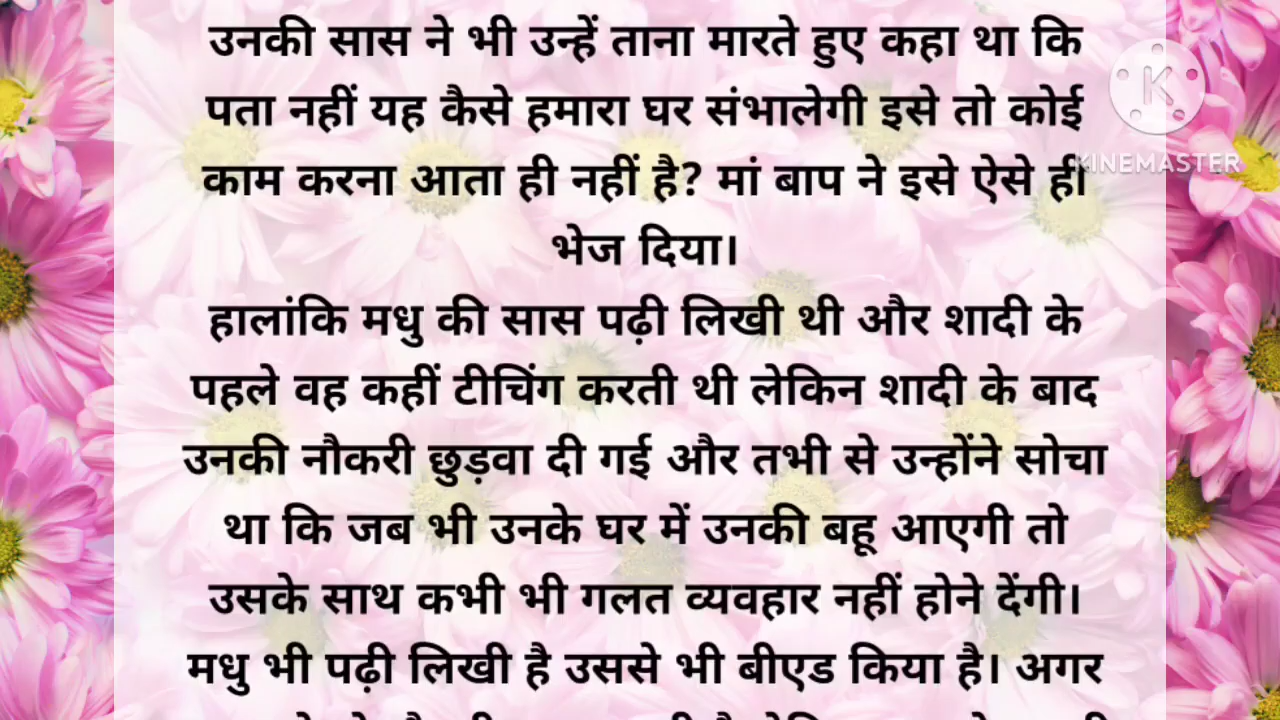 उनकी सास ने भी उन्हें ताना मारते हुए कहा था कि
पता नहीं यह कैसे हमारा घर संभालेगी इसे तो कोई
काम करना आता ही नहीं है? मां बाप ने इसे ऐसे ही
भेज दिया।
हालांकि मधु की सास पढ़ी लिखी थी और शादी के
पहले वह कहीं टीचिंग करती थी लेकिन शादी के बाद
उनकी नौकरी छुड़वा दी गई और तभी से उन्होंने सोचा
था कि जब भी उनके घर में उनकी बहू आएगी तो
उसके साथ कभी भी गलत व्यवहार नहीं होने देंगी।
मधु भी पढ़ी लिखी है उससे भी बीएड किया है। अगर
K
KINEMASTER